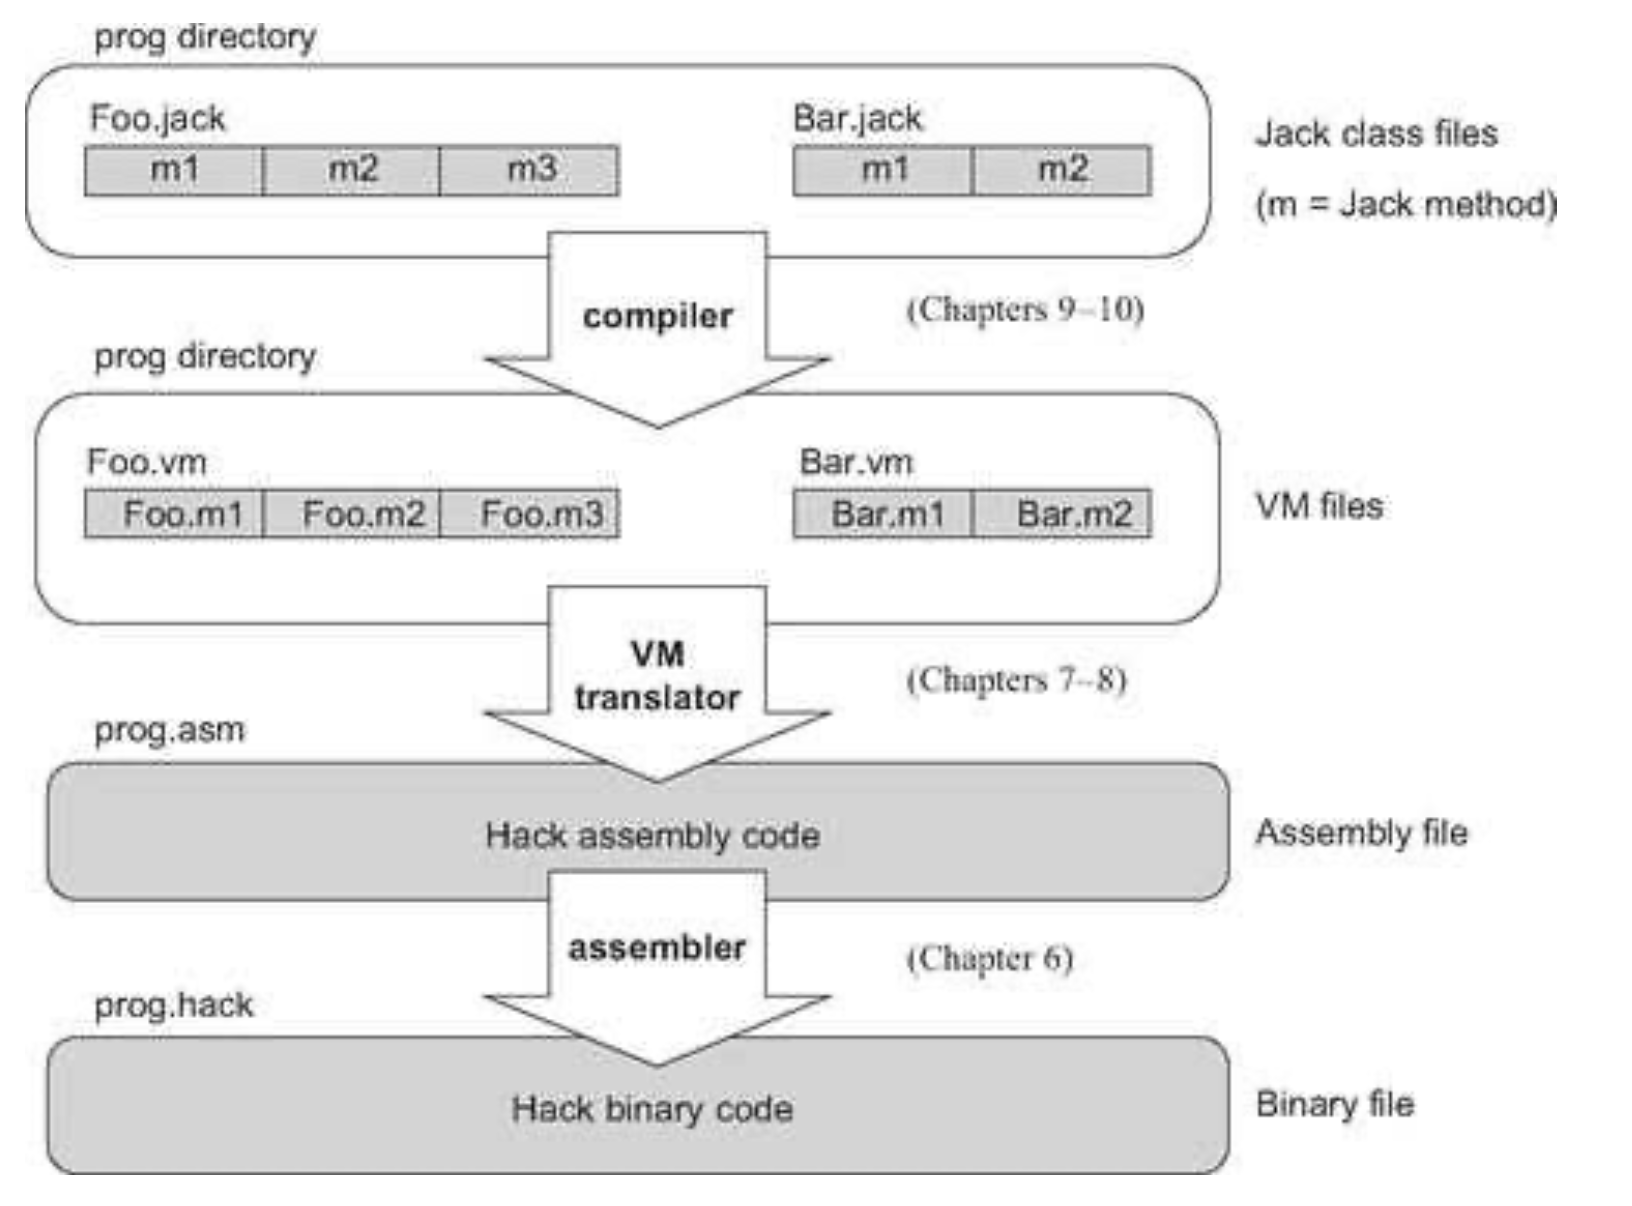 prog directory
Foo.jack
m1 m2 m3
Bar.jack
m1 m2
Jack class files
(m = Jack method)
compiler
(Chapters 9–10)
prog directory
Foo.vm
Foo.m1 Foo.m2 Foo.m3
Bar.vm
Bar.m1 Bar.m2
VM files
VM
translator
(Chapters 7–8)
prog.asm
Hack assembly code
Assembly file
assembler
(Chapter 6)
prog.hack
Hack binary code
Binary file